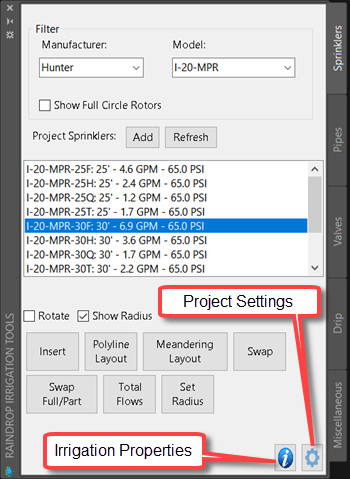 Filter
Manufacturer:
Model:
Hunter
I-20-MPR
Show Full Circle Rotors
Project Sprinklers:
Add
Refresh
I-20-MPR-25F: 25' - 4.6 GPM - 65.0 PSI
I-20-MPR-25H: 25' - 2.4 GPM - 65.0 PSI
I-20-MPR-25Q: 25' - 1.2 GPM - 65.0 PSI
I-20-MPR-25T: 25' - 1.7 GPM - 65.0 PSI
I-20-MPR-30F: 30' - 6.9 GPM - 65.0 PSI
I-20-MPR-30H: 30' - 3.6 GPM - 65.0 PSI
I-20-MPR-30Q: 30' - 1.7 GPM - 65.0 PSI
I-20-MPR-30T: 30' - 2.2 GPM - 65.0 PSI
Project Settings
Rotate
Show Radius
Insert
Polyline
Layout
Meandering
Layout
Swap
Swap
Full/Part
Total
Flows
Set
Radius
Irrigation Properties
RAINDROP IRRIGATION TOOLS
Sprinklers
Pipes
Valves
Drip
Miscellaneous